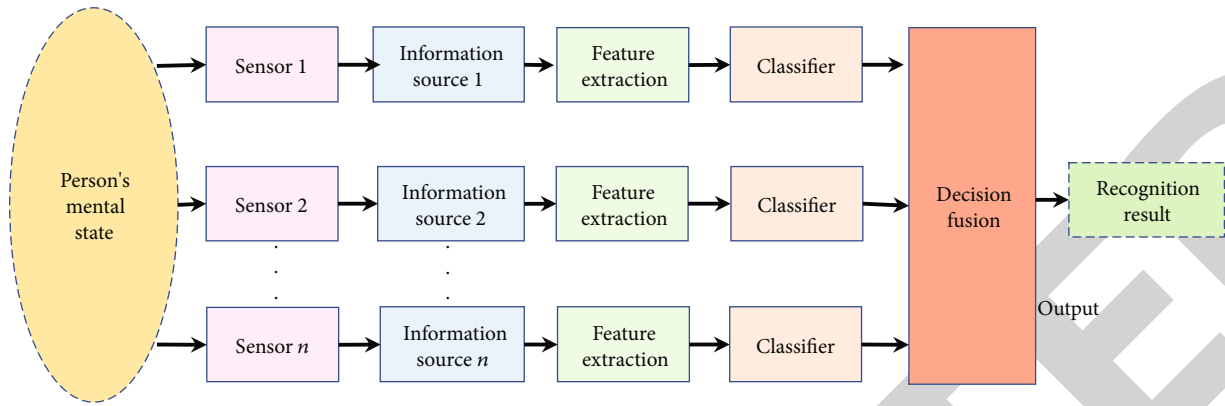 Person's
mental
state
Sensor 1
Information
source 1
Feature
extraction
Classifier
Sensor 2
Information
source 2
Feature
extraction
Classifier
Sensor n
Information
source n
Feature
extraction
Classifier
Decision
fusion
Output
Recognition
result